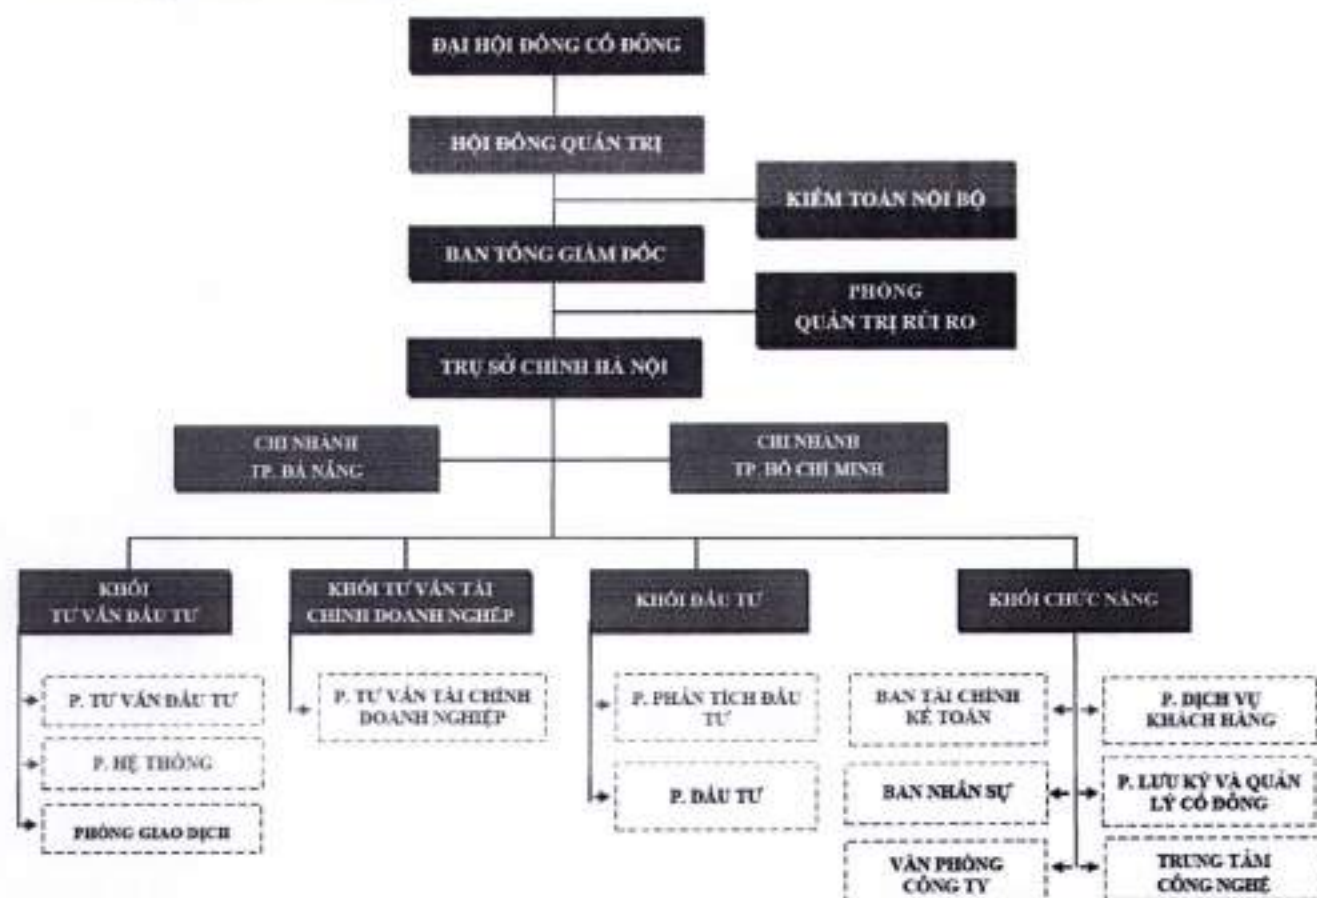 ĐẠI HỘI ĐỒNG CỔ ĐÔNG
HỘI ĐỒNG QUẢN TRỊ
KIỂM TOÁN NỘI BỘ
BAN TỔNG GIÁM ĐỐC
PHÒNG
QUẢN TRỊ RỦI RO
TRỤ SỞ CHÍNH HÀ NỘI
CHI NHÁNH
TP. ĐÀ NẴNG
CHI NHÁNH
TP. HỒ CHÍ MINH
KHỐI
TƯ VẤN ĐẦU TƯ
KHỐI TƯ VẤN TÀI
CHÍNH DOANH NGHIỆP
KHỐI ĐẦU TƯ
KHỐI CHỨC NĂNG
P. TƯ VẤN ĐẦU TƯ
P. HỆ THỐNG
PHÒNG GIAO DỊCH
P. TƯ VẤN TÀI CHÍNH
DOANH NGHIỆP
P. PHÂN TÍCH ĐẦU
TƯ
P. ĐẦU TƯ
BAN TÀI CHÍNH
KẾ TOÁN
BAN NHÂN SỰ
VĂN PHÒNG
CÔNG TY
P. DỊCH VỤ
KHÁCH HÀNG
P. LƯU KÝ VÀ QUẢN
LÝ CỔ ĐÔNG
TRUNG TÂM
CÔNG NGHỆ